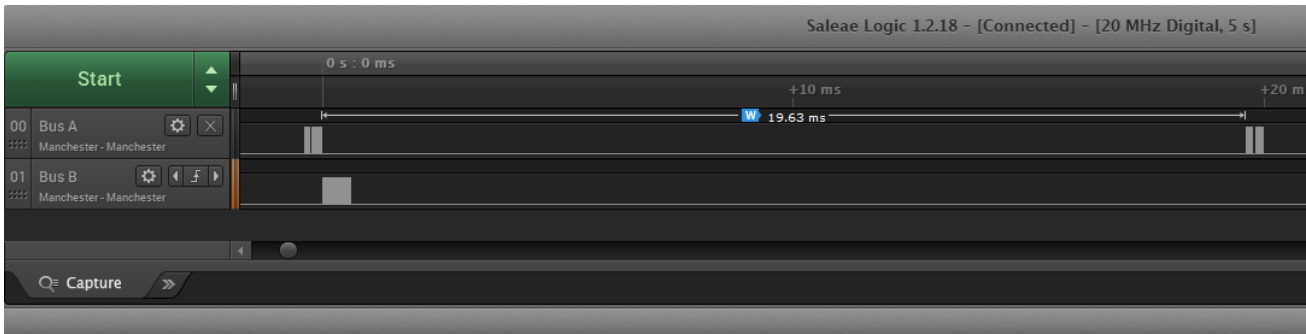 Saleae Logic 1.2.18 - [Connected] - [20 MHz Digital, 5 s]
Start
0 s : 0 ms
+10 ms
+20 m
W 19.63 ms
00 Bus A
Manchester - Manchester
01 Bus B
Manchester - Manchester
Capture